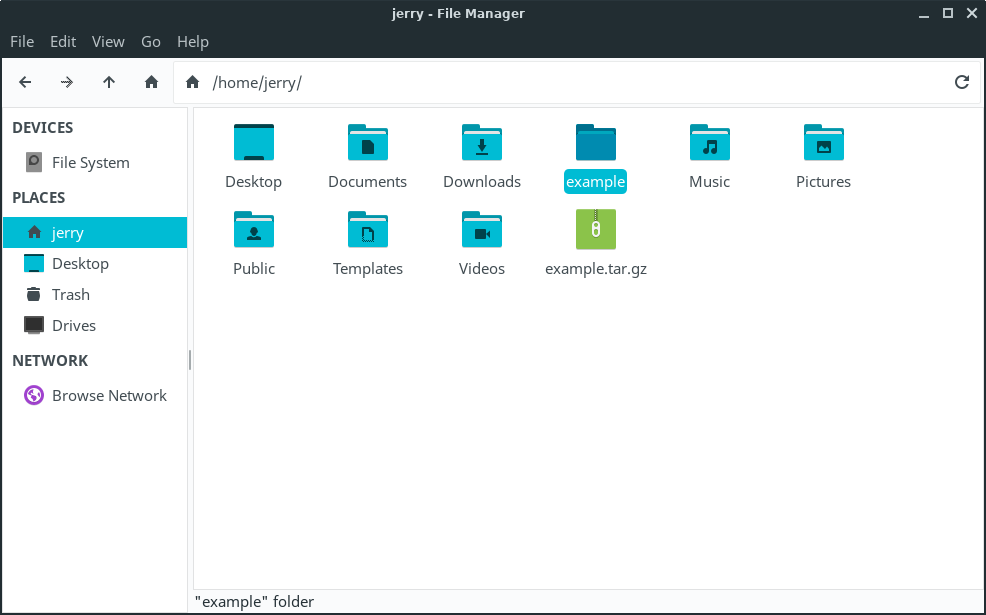 jerry - File Manager
File Edit View Go Help
/home/jerry/
DEVICES
File System
PLACES
jerry
Desktop
Trash
Drives
NETWORK
Browse Network
Desktop Documents Downloads example Music Pictures
Public Templates Videos example.tar.gz
"example" folder